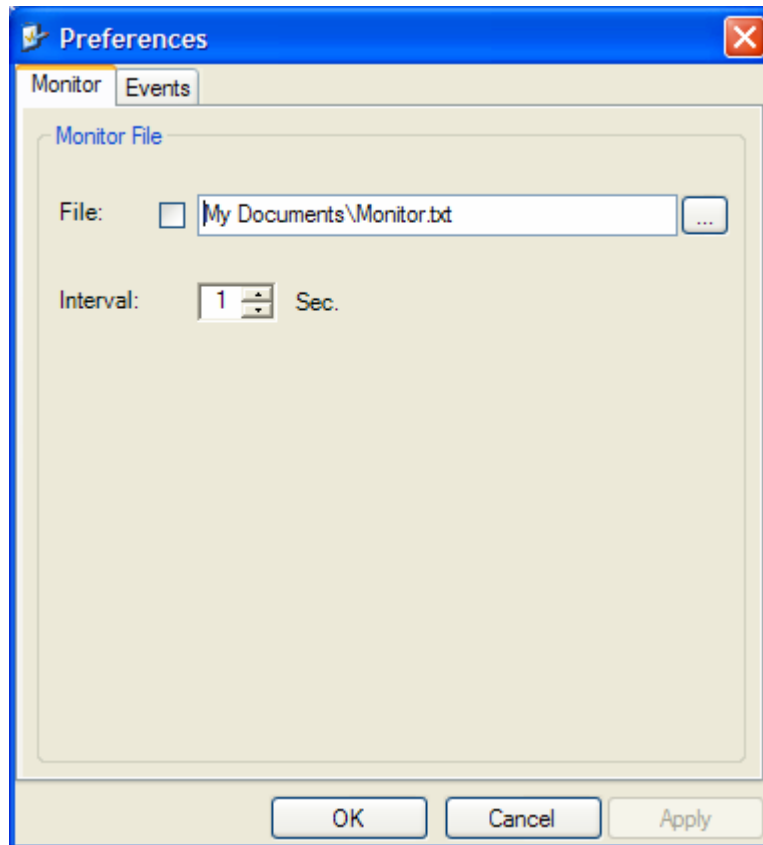 Preferences
Monitor Events
Monitor File
File: My Documents\Monitor.txt ...
Interval: 1 Sec.
OK Cancel Apply